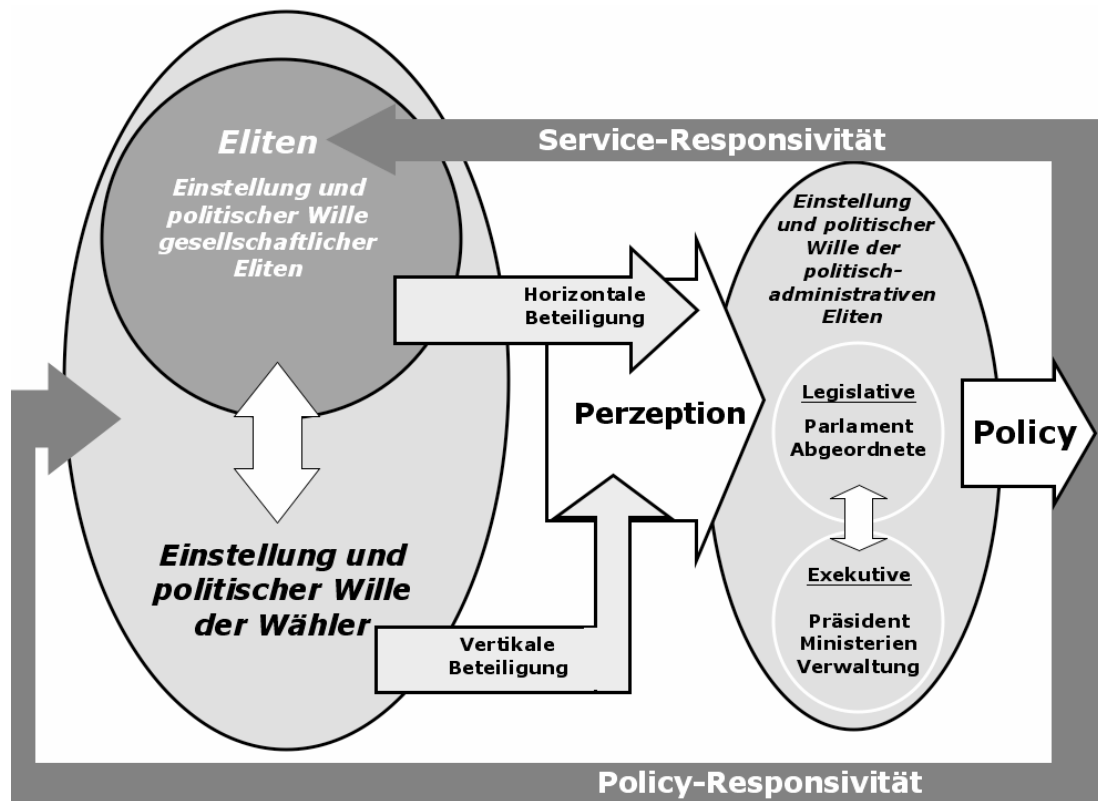 Eliten
Einstellung und
politischer Wille
gesellschaftlicher
Eliten
Service-Responsivität
Einstellung
und politischer
Wille der
politisch-
administrativen
Eliten
Horizontale
Beteiligung
Perzeption
Legislative
Parlament
Abgeordnete
Policy
Einstellung und
politischer Wille
der Wähler
Vertikale
Beteiligung
Exekutive
Präsident
Ministerien
Verwaltung
Policy-Responsivität